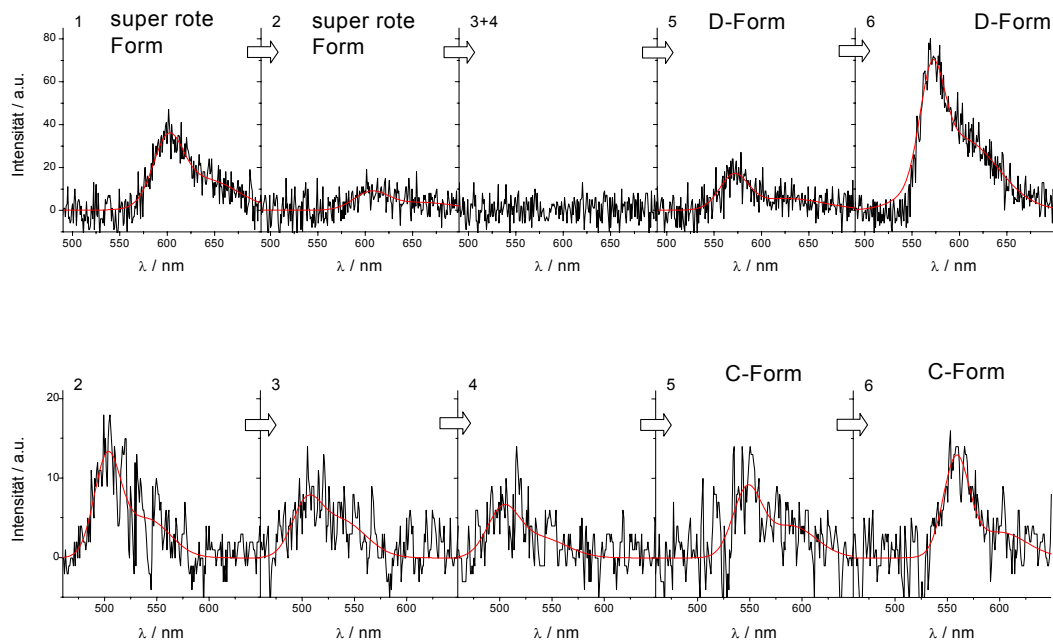 1 super rote Form
2 super rote Form
3+4
5 D-Form
6 D-Form
Intensität / a.u.
80
60
40
20
0
500 550 600 650 500 550 600 650 500 550 600 650 500 550 600 650 500 550 600 650
λ / nm λ / nm λ / nm λ / nm λ / nm
2
3
4
5 C-Form
6 C-Form
Intensität / a.u.
20
10
0
500 550 600 500 550 600 500 550 600 500 550 600 500 550 600
λ / nm λ / nm λ / nm λ / nm λ / nm